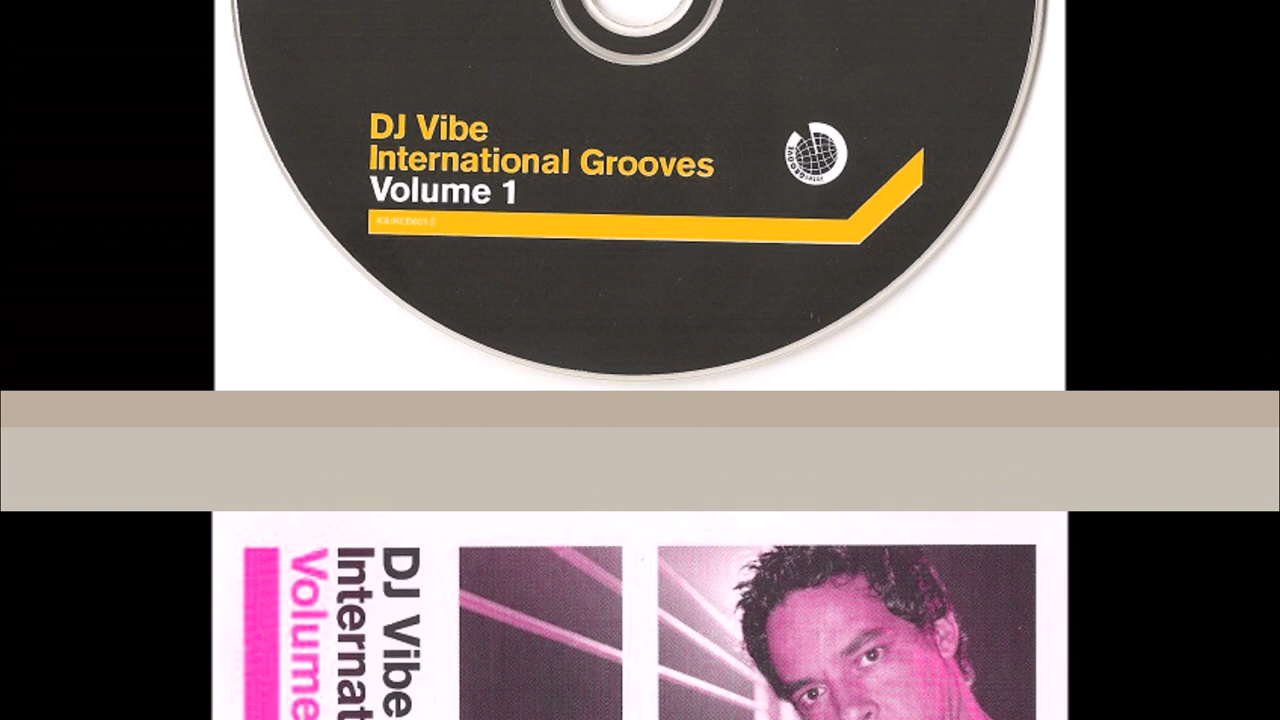 DJ Vibe
International Grooves
Volume 1
DJ Vibe
Internat
Volume